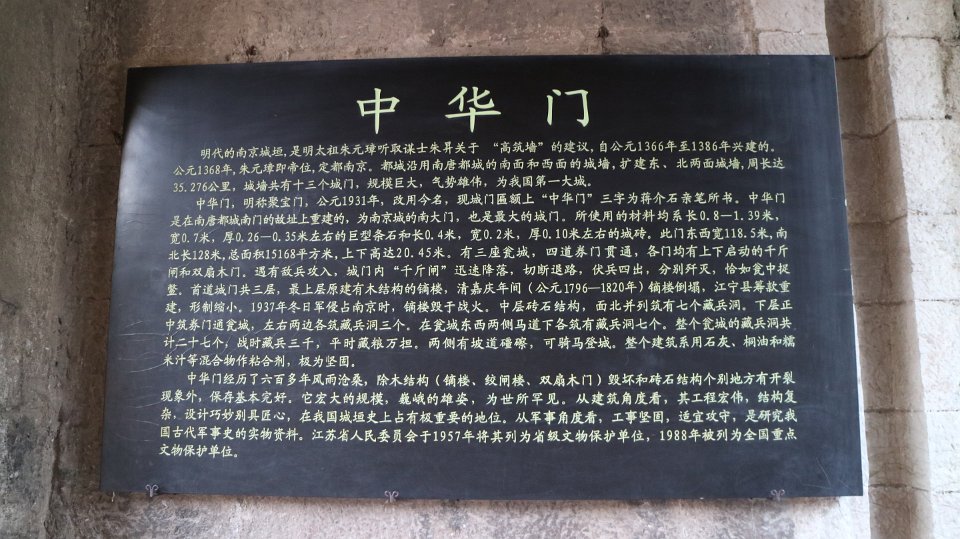 中华门
明代的南京城垣,是明太祖朱元璋听取谋士朱昇关于 “高筑墙”的建议,自公元1366年至1386年兴建的。
公元1368年,朱元璋即帝位,定都南京。都城沿用南唐都城的南面和西面的城墙,扩建东、北两面城墙,周长达
35.276公里，城墙共有十三个城门，规模巨大，气势雄伟，为我国第一大城。
中华门，明称聚宝门，公元1931年，改用今名，现城门匾额上“中华门”三字为蒋介石亲笔所书。中华门
是在南唐都城南门的故址上重建的，为南京城的南大门，也是最大的城门。所使用的材料均系长0.8—1.39米，
宽0.7米，厚0.26—0.35米左右的巨型条石和长0.4米，宽0.2米，厚0.10米左右的城砖。此门东西宽118.5米,南
北长128米,总面积15168平方米,上下高达20.45米。有三座瓮城，四道券门贯通，各门均有上下启动的千斤
闸和双扇木门。遇有敌兵攻入，城门内“千斤闸”迅速降落，切断退路，伏兵四出，分别歼灭，恰如瓮中捉
鳖。首道城门共三层，最上层原建有木结构的镝楼，清嘉庆年间（公元1796—1820年）镝楼倒塌，江宁县筹款重
建，形制缩小。1937年冬日军侵占南京时，镝楼毁于战火。中层砖石结构，面北并列筑有七个藏兵洞。下层正
中筑券门通瓮城，左右两边各筑藏兵洞三个。在瓮城东西两侧马道下各筑有藏兵洞七个。整个瓮城的藏兵洞共
计二十七个，战时藏兵三千，平时藏粮万担。两侧有坡道礓礤，可骑马登城。整个建筑系用石灰、桐油和糯
米汁等混合物作粘合剂，极为坚固。
中华门经历了六百多年风雨沧桑，除木结构（镝楼、绞闸楼、双扇木门）毁坏和砖石结构个别地方有开裂
现象外，保存基本完好。它宏大的规模，巍峨的雄姿，为世所罕见。从建筑角度看，其工程宏伟，结构复
杂，设计巧妙别具匠心，在我国城垣史上占有极重要的地位。从军事角度看，工事坚固，适宜攻守，是研究我
国古代军事史的实物资料。江苏省人民委员会于1957年将其列为省级文物保护单位，1988年被列为全国重点
文物保护单位。